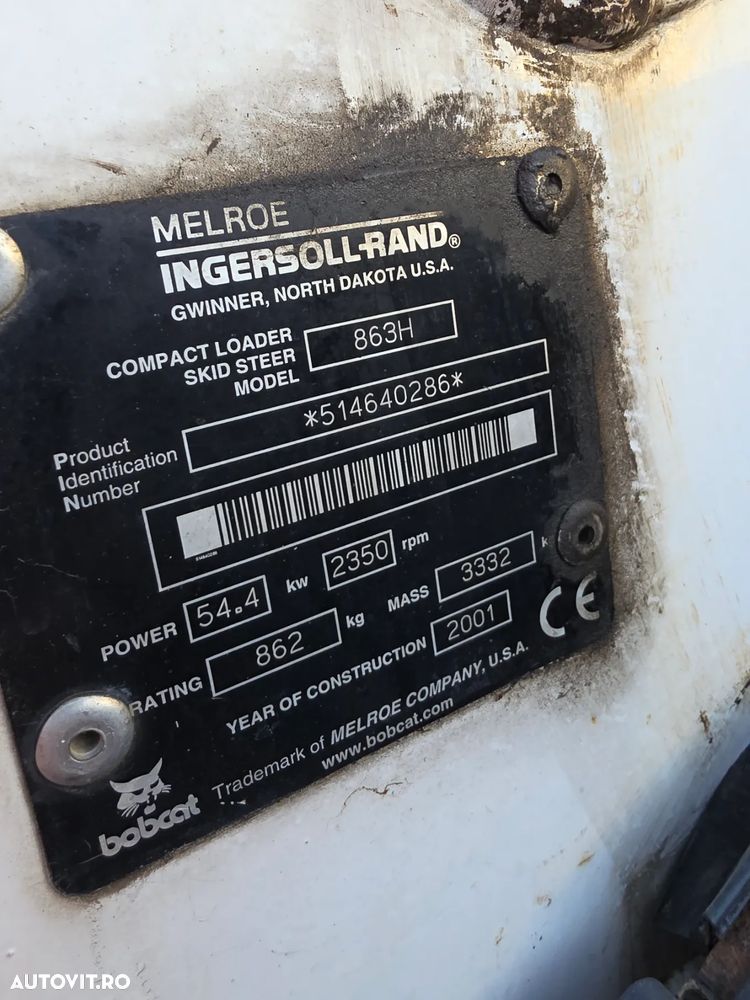 MELROE
INGERSOLL-RAND®
GWINNER, NORTH DAKOTA U.S.A.
COMPACT LOADER
SKID STEER
MODEL
863H
Product
Identification
Number
*514640286*
POWER 54.4 kw 2350 rpm
RATING 862 kg MASS 3332 k
YEAR OF CONSTRUCTION 2001
CE
Trademark of MELROE COMPANY, U.S.A.
www.bobcat.com
bobcat
AUTOVIT.RO